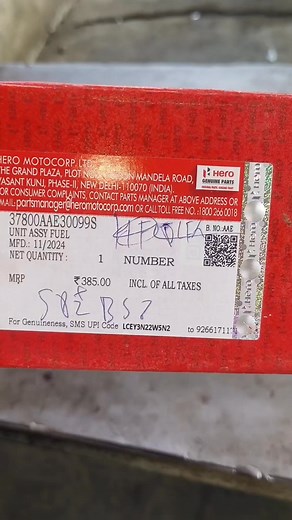 HERO MOTOCORP LTD
THE GRAND PLAZA, PLOT NELSON MANDELA ROAD,
VASANT KUNJ, PHASE-II, NEW DELHI-110070 (INDIA).
FOR CONSUMER COMPLAINTS, CONTACT PARTS MANAGER AT ABOVE ADDRESS OR
MAIL: partsmanager@heromotocorp.com OR CALL TOLL FREE NO.:1800 266 0018
Hero
GENUINE PARTS
37800AAE30099S
B.NO:AAE
UNIT ASSY FUEL
MFD.: 11/2024
NET QUANTITY: 1 NUMBER
MRP ₹385.00 INCL. OF ALL TAXES
For Genuineness, SMS UPI Code LCEY3N22W5N2 to 9266171171